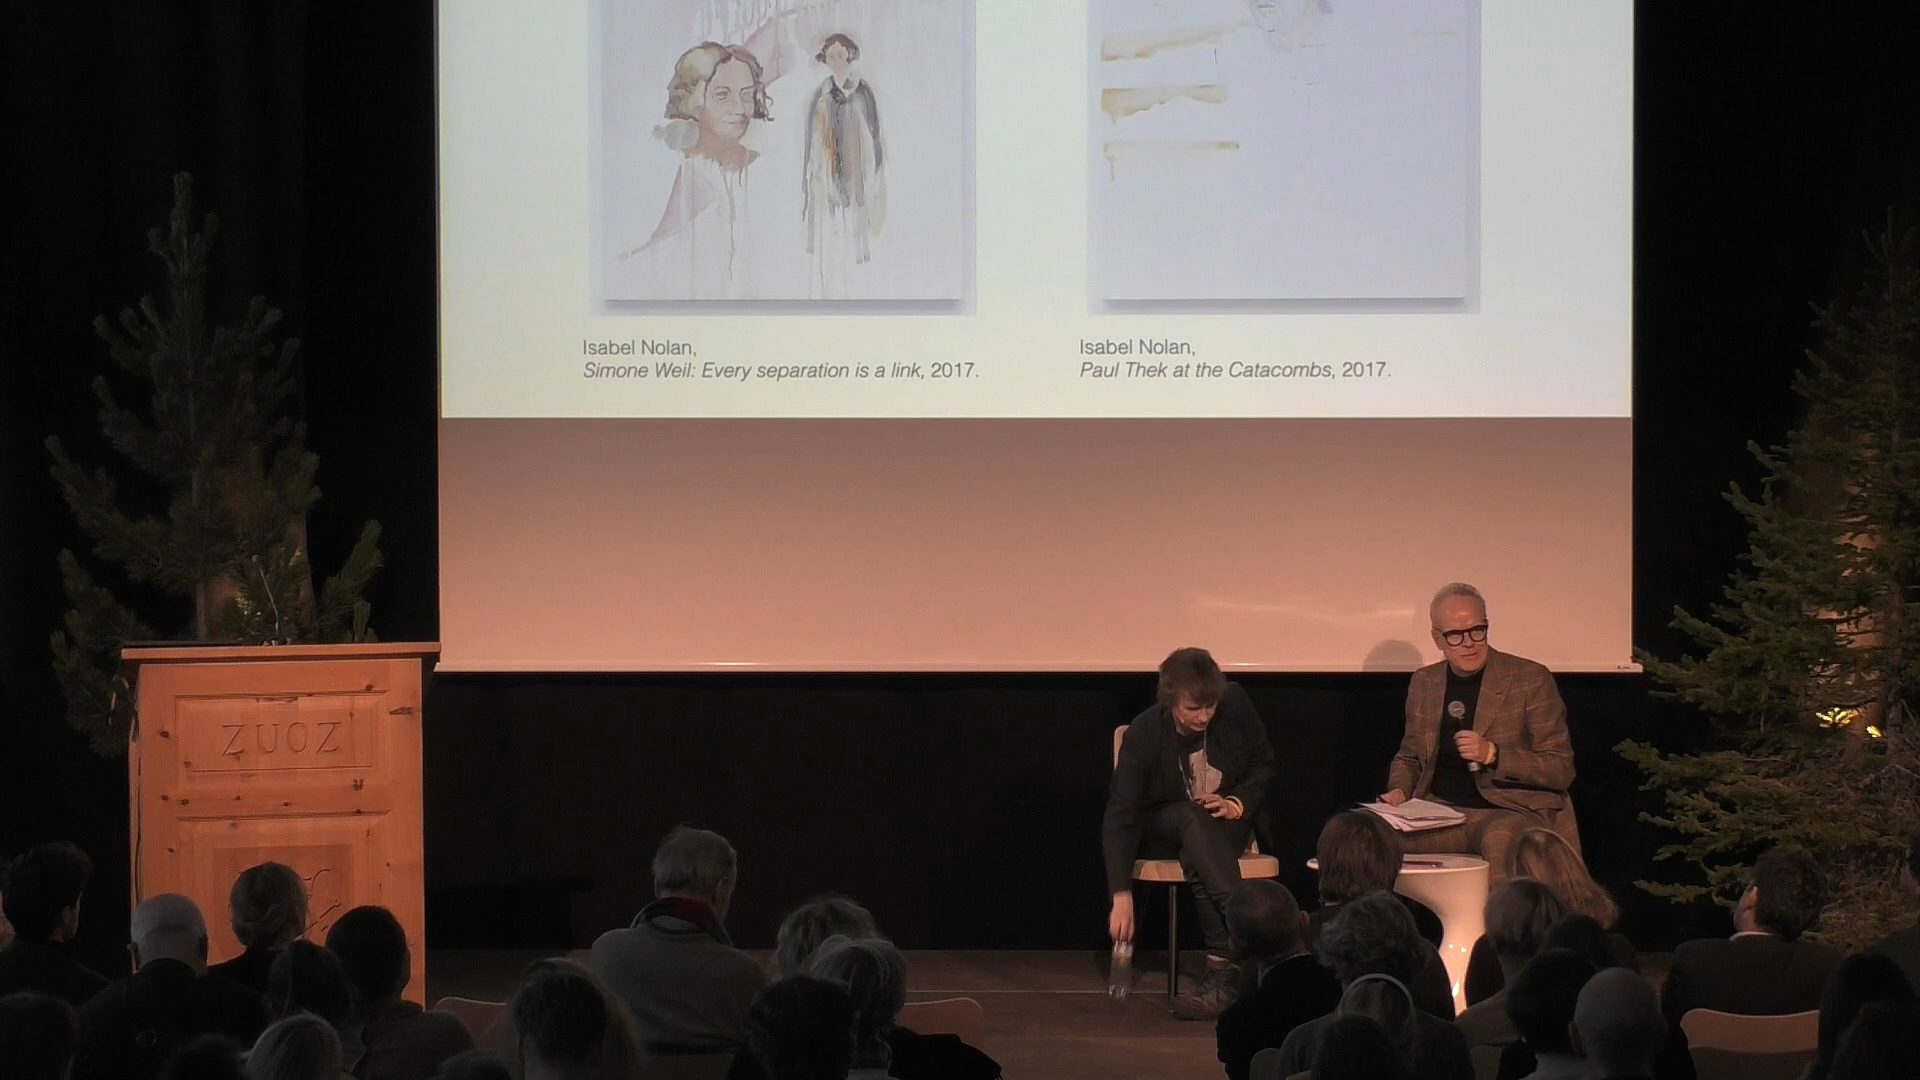 Isabel Nolan,
Simone Weil: Every separation is a link, 2017.
Isabel Nolan,
Paul Thek at the Catacombs, 2017.
ZUOZ